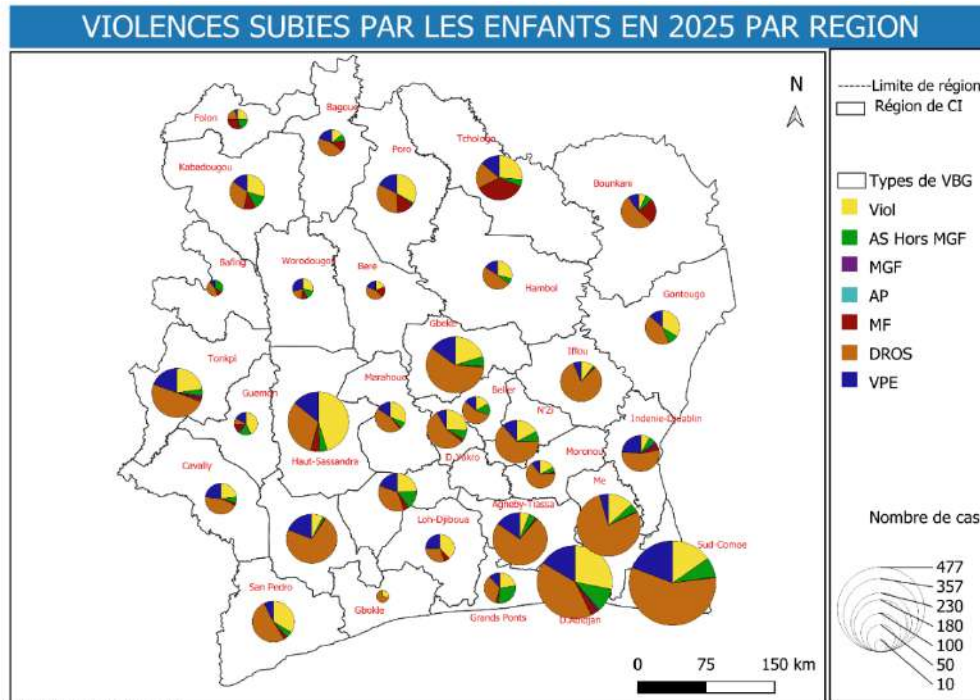 VIOLENCES SUBIES PAR LES ENFANTS EN 2025 PAR REGION
N
Limite de région
Région de CI
Types de VBG
Viol
AS Hors MGF
MGF
AP
MF
DROS
VPE
Nombre de cas
477
357
230
180
100
50
10
Folon
Bagoue
Kabadougou
Poro
Tchologo
Bounkani
Bafing
Worodougou
Bere
Hambol
Gontougo
Gbeke
Iffou
Tonkpi
Guemon
Marahoue
Belier
N'Zi
Indenie-Djuablin
Haut-Sassandra
D.Yakro
Moronou
Cavally
Me
Loh-Djiboua
Agneby-Tiassa
Sud-Comoe
San Pedro
Gbokle
Grands Ponts
D.Abidjan
0 75 150 km